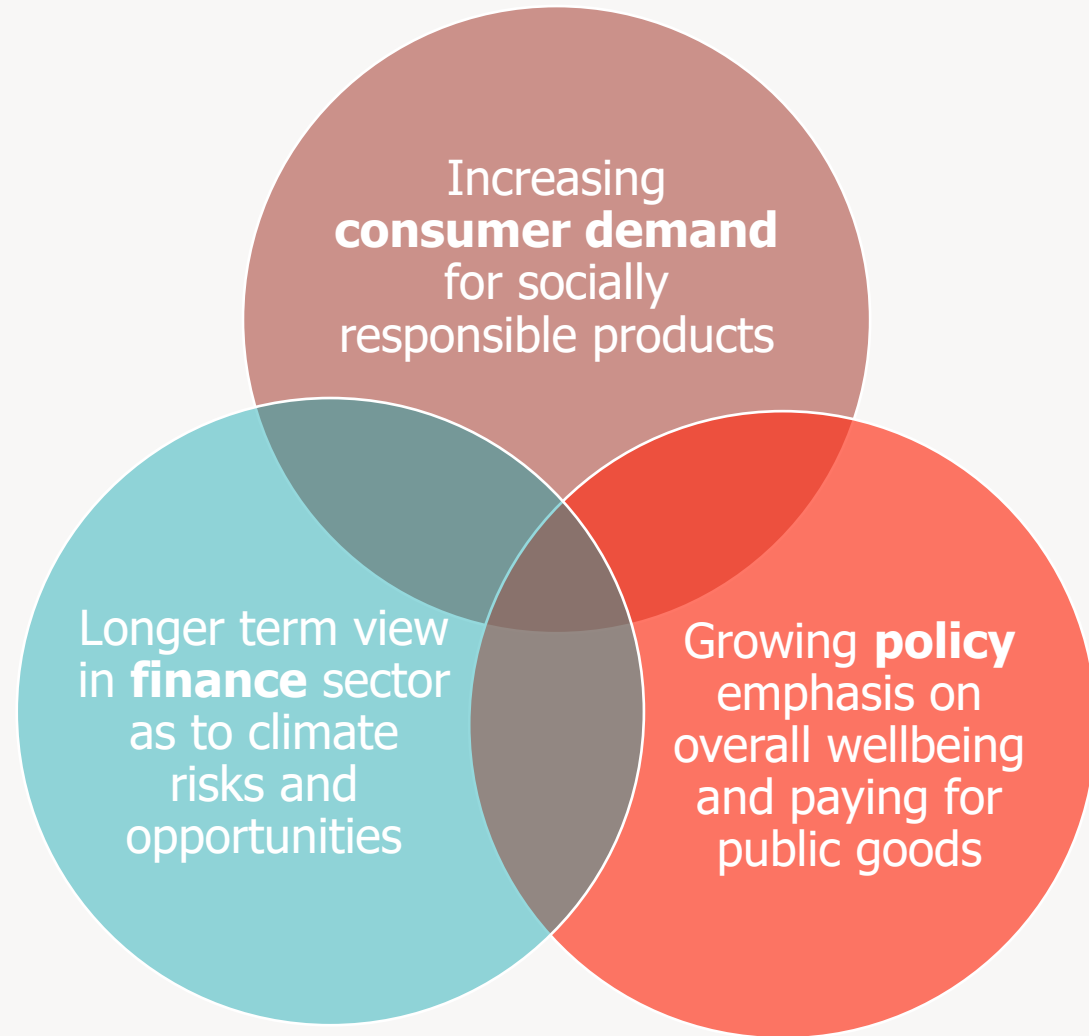 Increasing
consumer demand
for socially
responsible products
Longer term view
in finance sector
as to climate
risks and
opportunities
Growing policy
emphasis on
overall wellbeing
and paying for
public goods